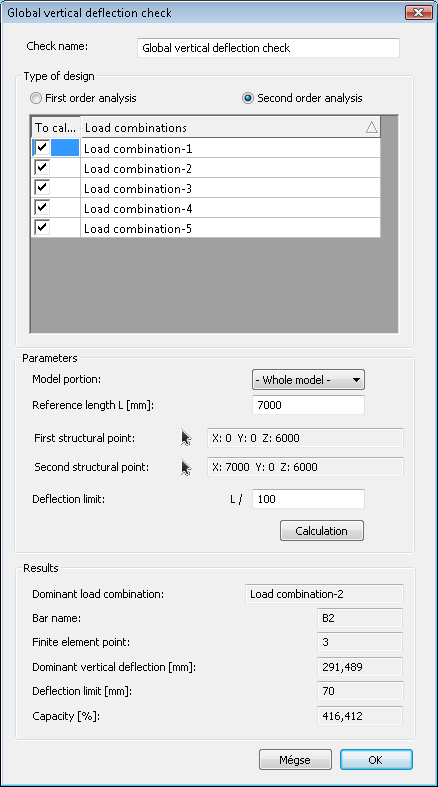 Global vertical deflection check
Check name: Global vertical deflection check
Type of design
First order analysis Second order analysis
To cal... Load combinations
Load combination-1
Load combination-2
Load combination-3
Load combination-4
Load combination-5
Parameters
Model portion: - Whole model -
Reference length L [mm]: 7000
First structural point: X: 0 Y: 0 Z: 6000
Second structural point: X: 7000 Y: 0 Z: 6000
Deflection limit: L / 100
Calculation
Results
Dominant load combination: Load combination-2
Bar name: B2
Finite element point: 3
Dominant vertical deflection [mm]: 291,489
Deflection limit [mm]: 70
Capacity [%]: 416,412
Mégse OK